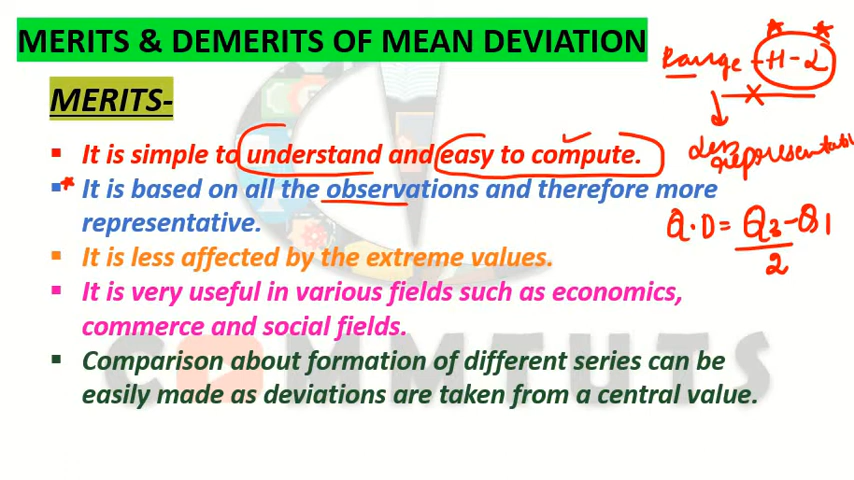 MERITS & DEMERITS OF MEAN DEVIATION
MERITS-
It is simple to understand and easy to compute.
It is based on all the observations and therefore more
representative.
It is less affected by the extreme values.
It is very useful in various fields such as economics,
commerce and social fields.
Comparison about formation of different series can be
easily made as deviations are taken from a central value.
Range - H - L
less
representable
Q.D = Q3 - Q1
2
COMMTUTS